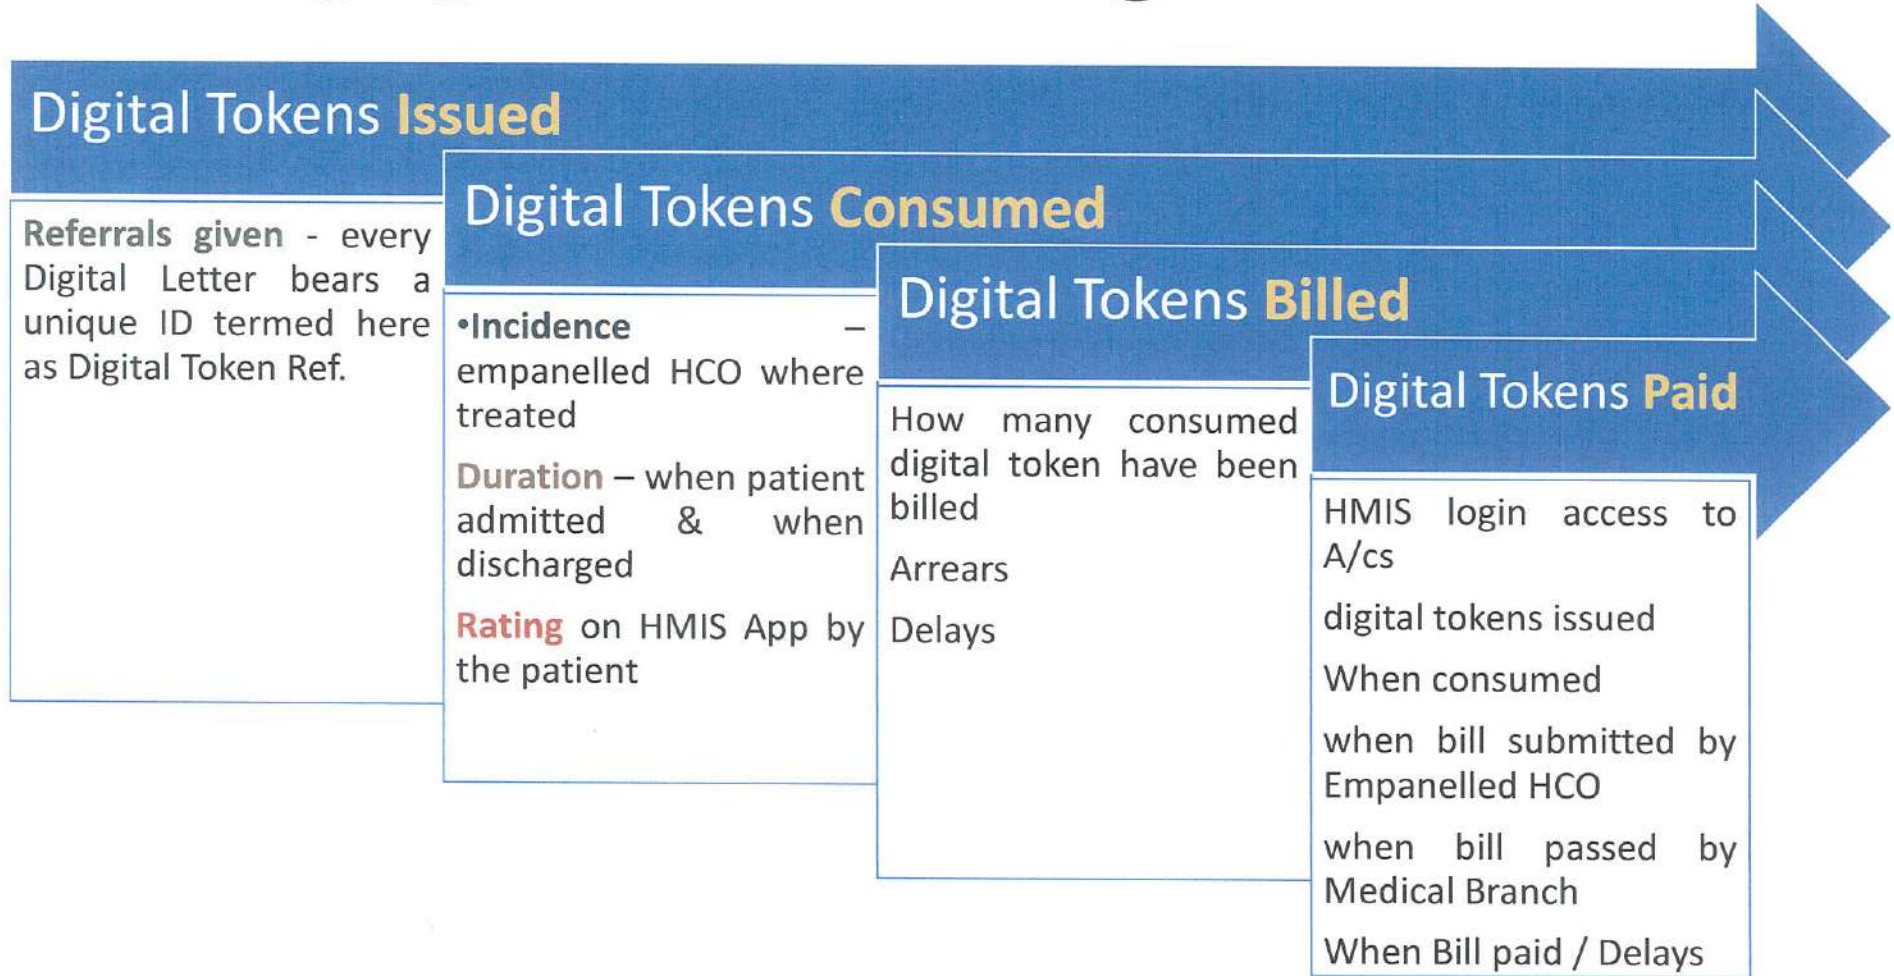 Digital Tokens Issued
Referrals given - every
Digital Letter bears a
unique ID termed here
as Digital Token Ref.
Digital Tokens Consumed
•Incidence –
empanelled HCO where
treated
Duration – when patient
admitted & when
discharged
Rating on HMIS App by
the patient
Digital Tokens Billed
How many consumed
digital token have been
billed
Arrears
Delays
Digital Tokens Paid
HMIS login access to
A/cs
digital tokens issued
When consumed
when bill submitted by
Empanelled HCO
when bill passed by
Medical Branch
When Bill paid / Delays